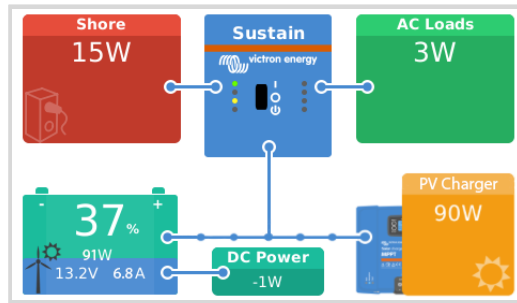 Shore
15W
Sustain
victron energy
I
AC Loads
3W
- +
37%
91W
13.2V 6.8A
DC Power
-1W
MPPT
PV Charger
90W